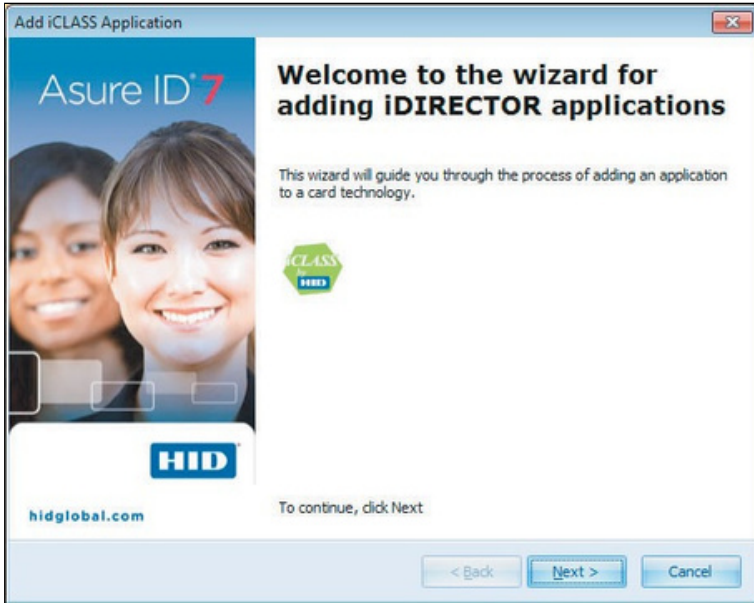 Add iCLASS Application
Asure ID® 7
Welcome to the wizard for
adding iDIRECTOR applications
This wizard will guide you through the process of adding an application
to a card technology.
iCLASS
by
HID
HID
hidglobal.com
To continue, click Next
< Back
Next >
Cancel